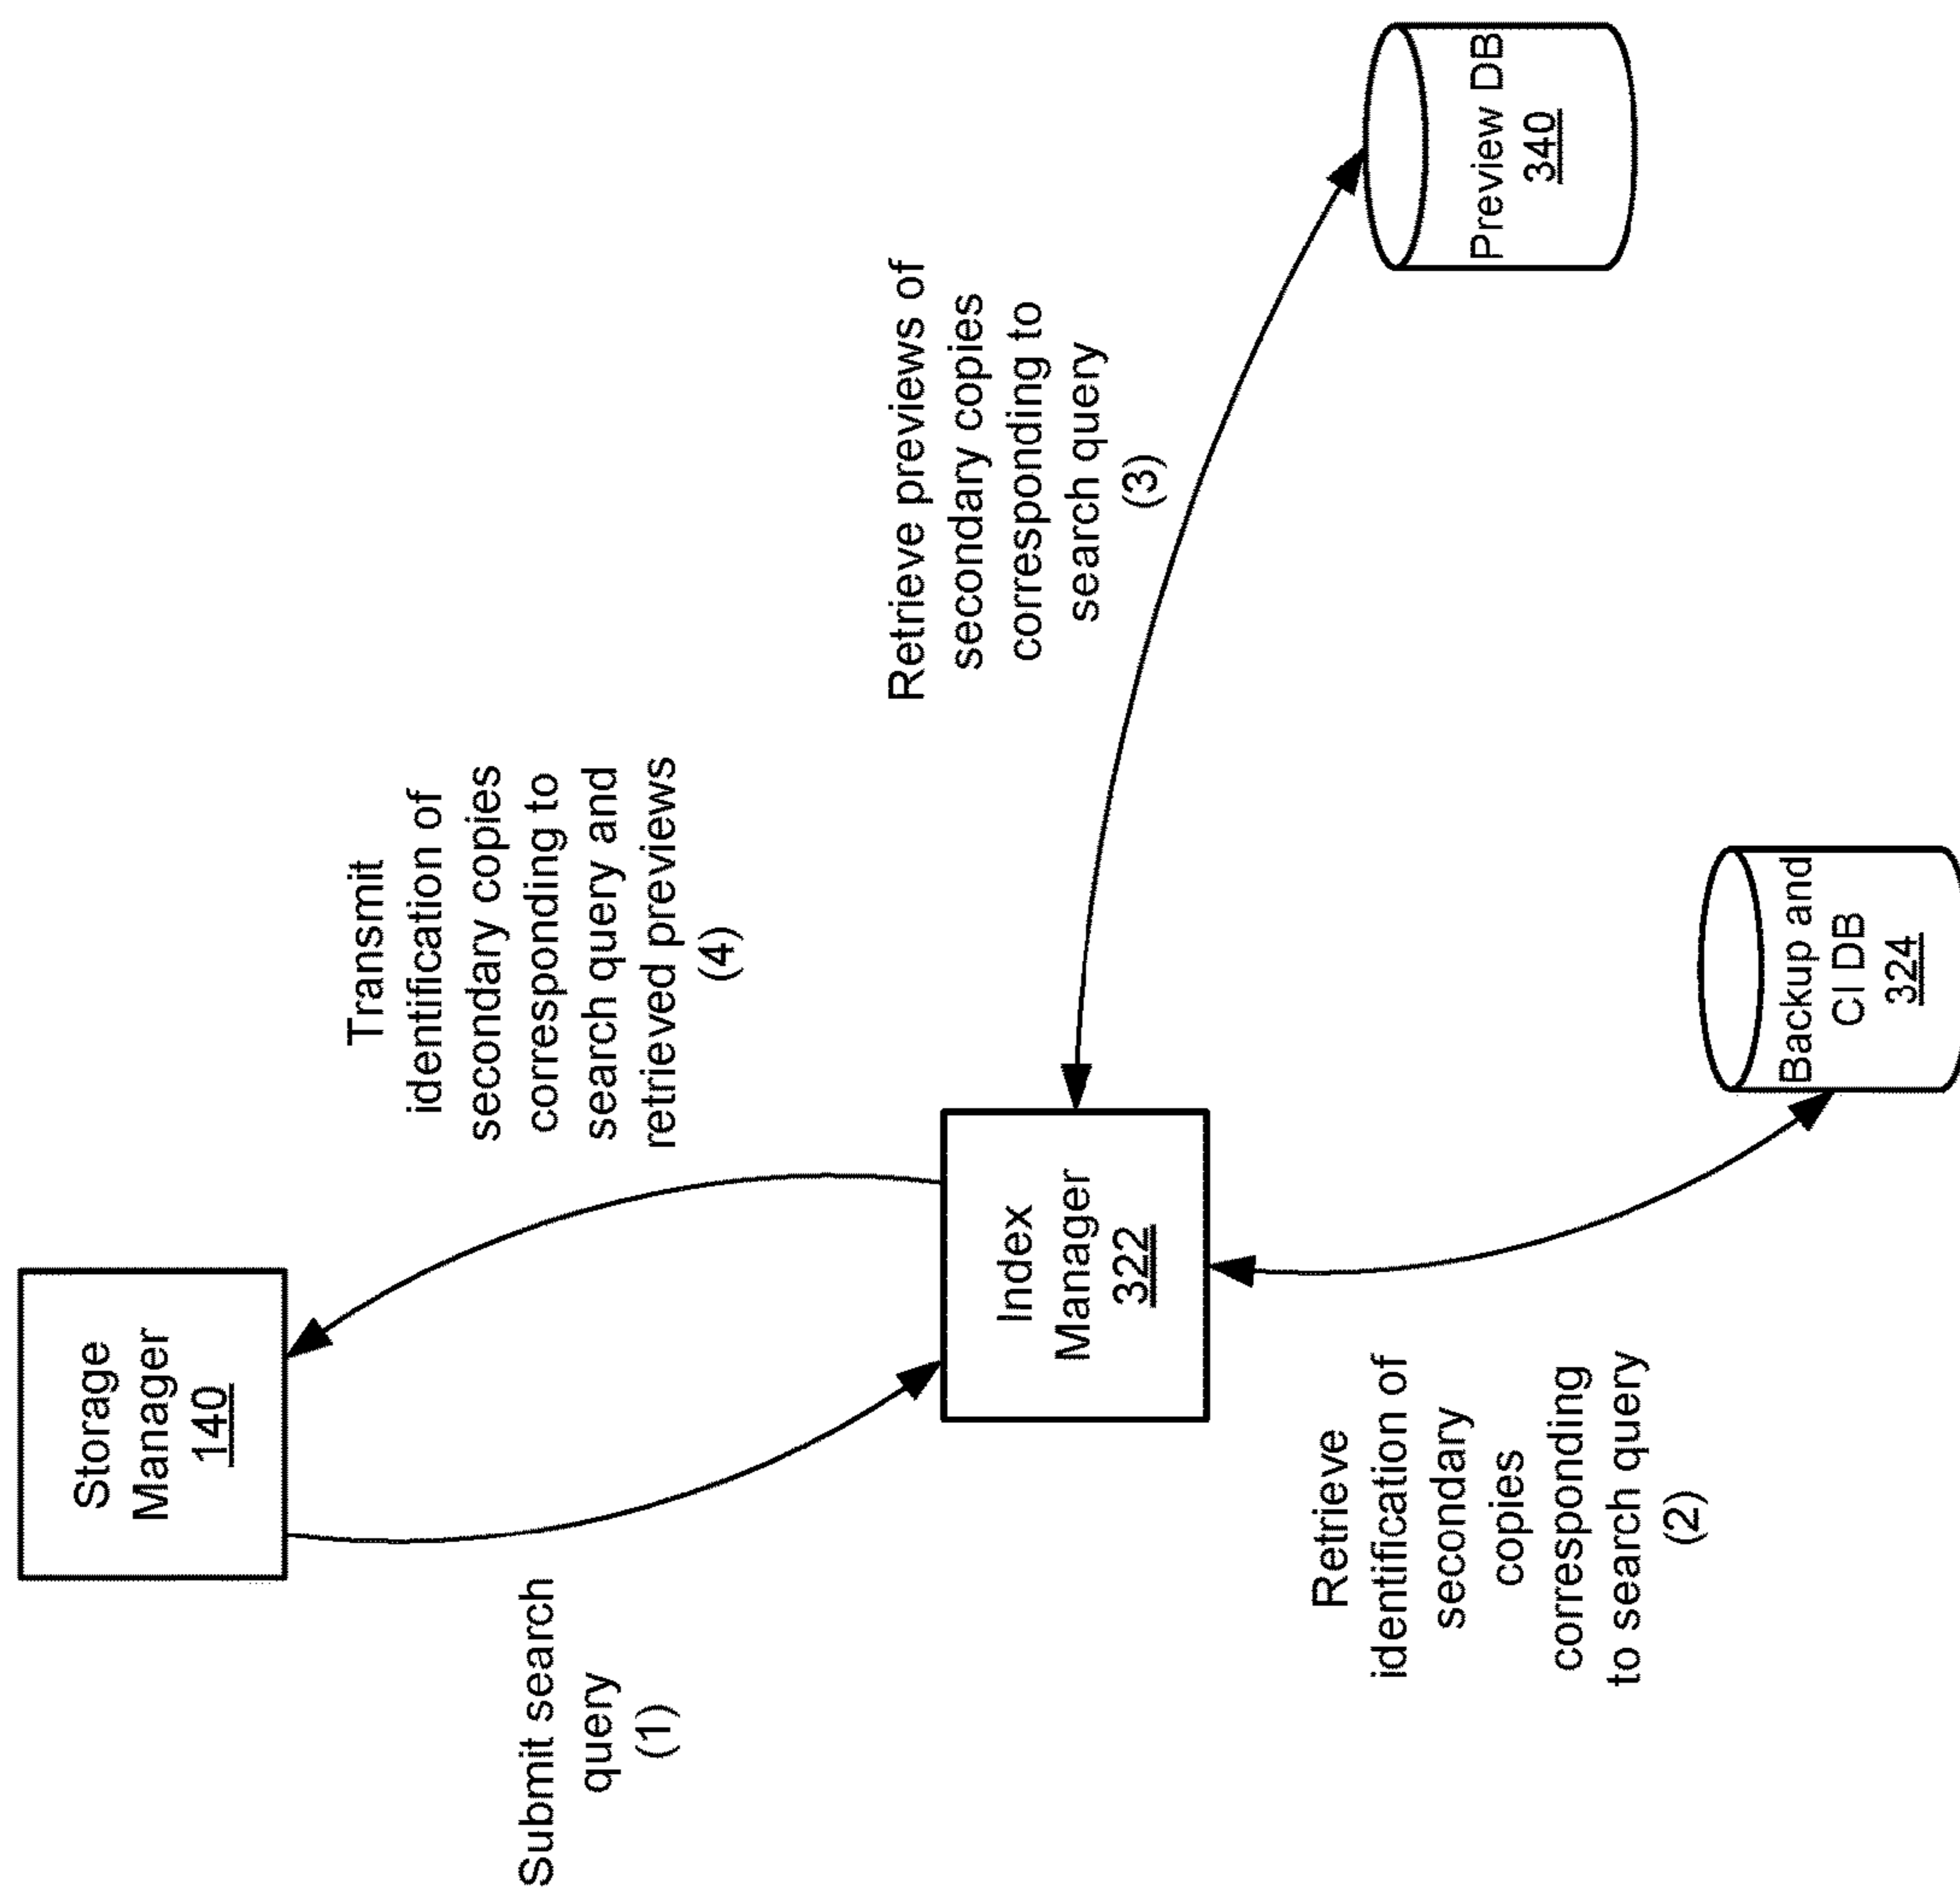 Storage
Manager
140
Submit search
query
(1)
Transmit
identification of
secondary copies
corresponding to
search query and
retrieved previews
(4)
Index
Manager
322
Retrieve
identification of
secondary
copies
corresponding
to search query
(2)
Retrieve previews of
secondary copies
corresponding to
search query
(3)
Backup and
CI DB
324
Preview DB
340